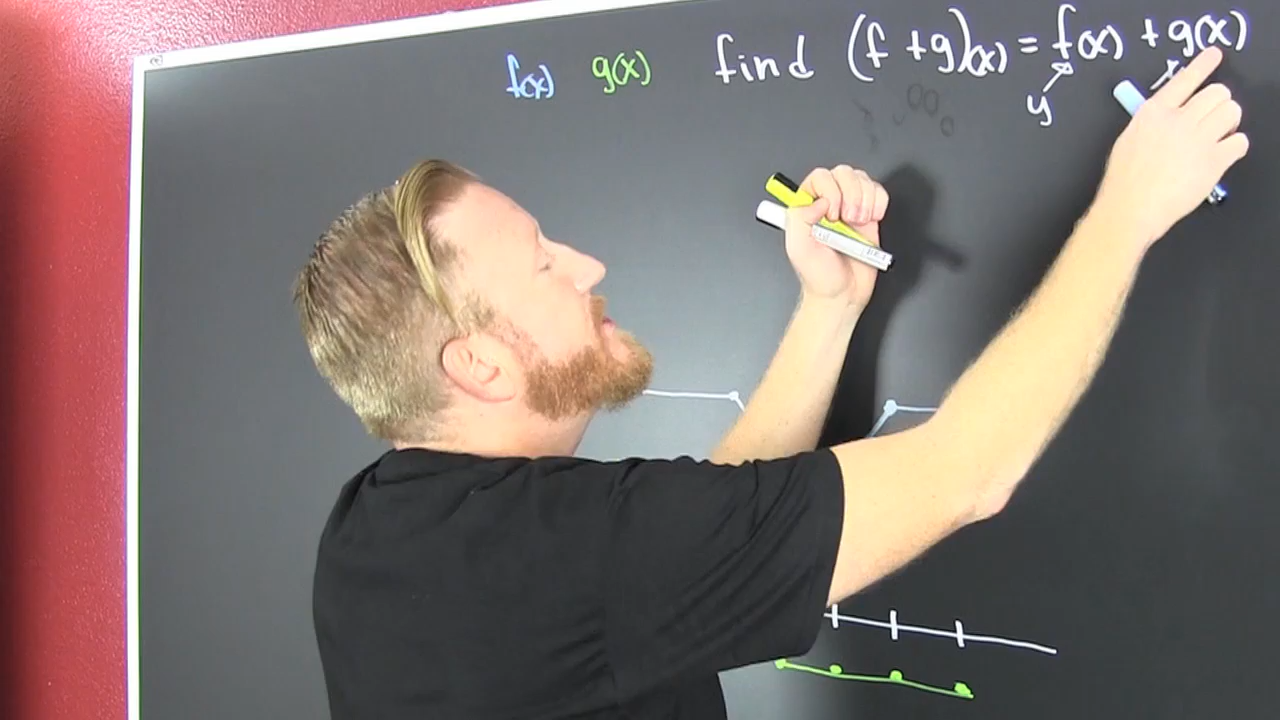 f(x) g(x) find (f+g)(x) = f(x) + g(x)
y